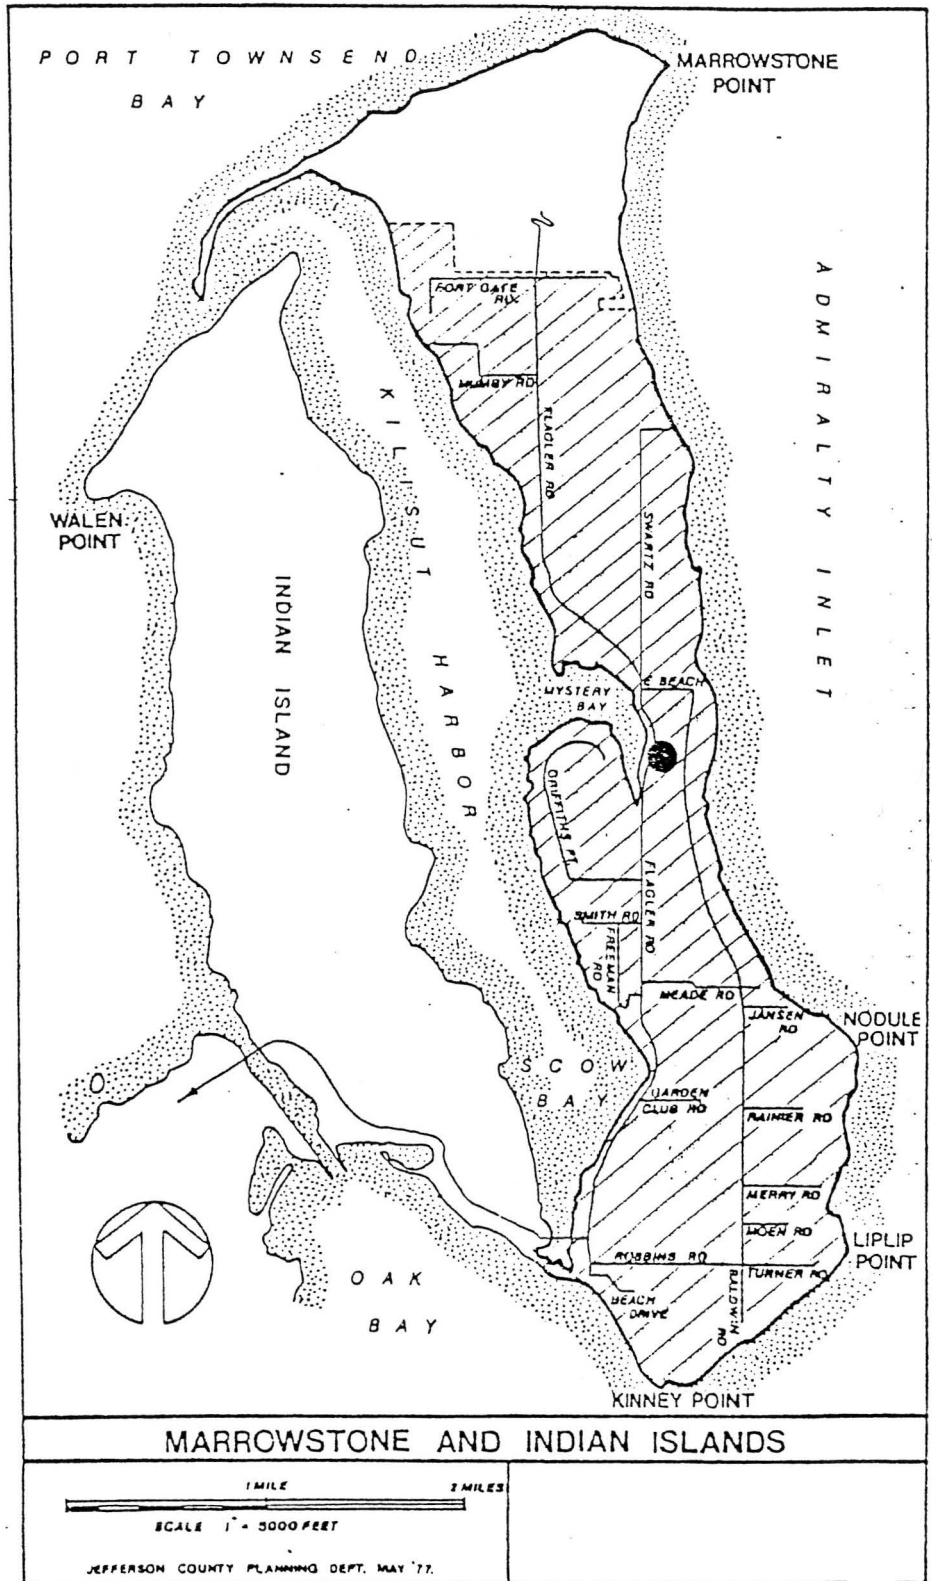 PORT TOWNSEND
BAY
MARROWSTONE
POINT
ADMIRALTY INLET
FORT GATE
MUMBY RD
FLAGLER RD
KILISUT HARBOR
SWARTZ RD
WALEN
POINT
INDIAN ISLAND
E BEACH
MYSTERY
BAY
GRIFFITHS PT.
FLAGLER RD
SMITH RD
FREEMAN
RD
MEADE RD
JANSEN
RD
NODULE
POINT
SCOW
BAY
GARDEN
CLUB RD
RAINIER RD
MERRY RD
MOEN RD
LIPLIP
POINT
ROBBINS RD
TURNER RD
BALDWIN
RD
BEACH
DRIVE
OAK
BAY
KINNEY POINT
MARROWSTONE AND INDIAN ISLANDS
1 MILE 2 MILES
SCALE 1" = 5000 FEET
JEFFERSON COUNTY PLANNING DEPT. MAY '77.